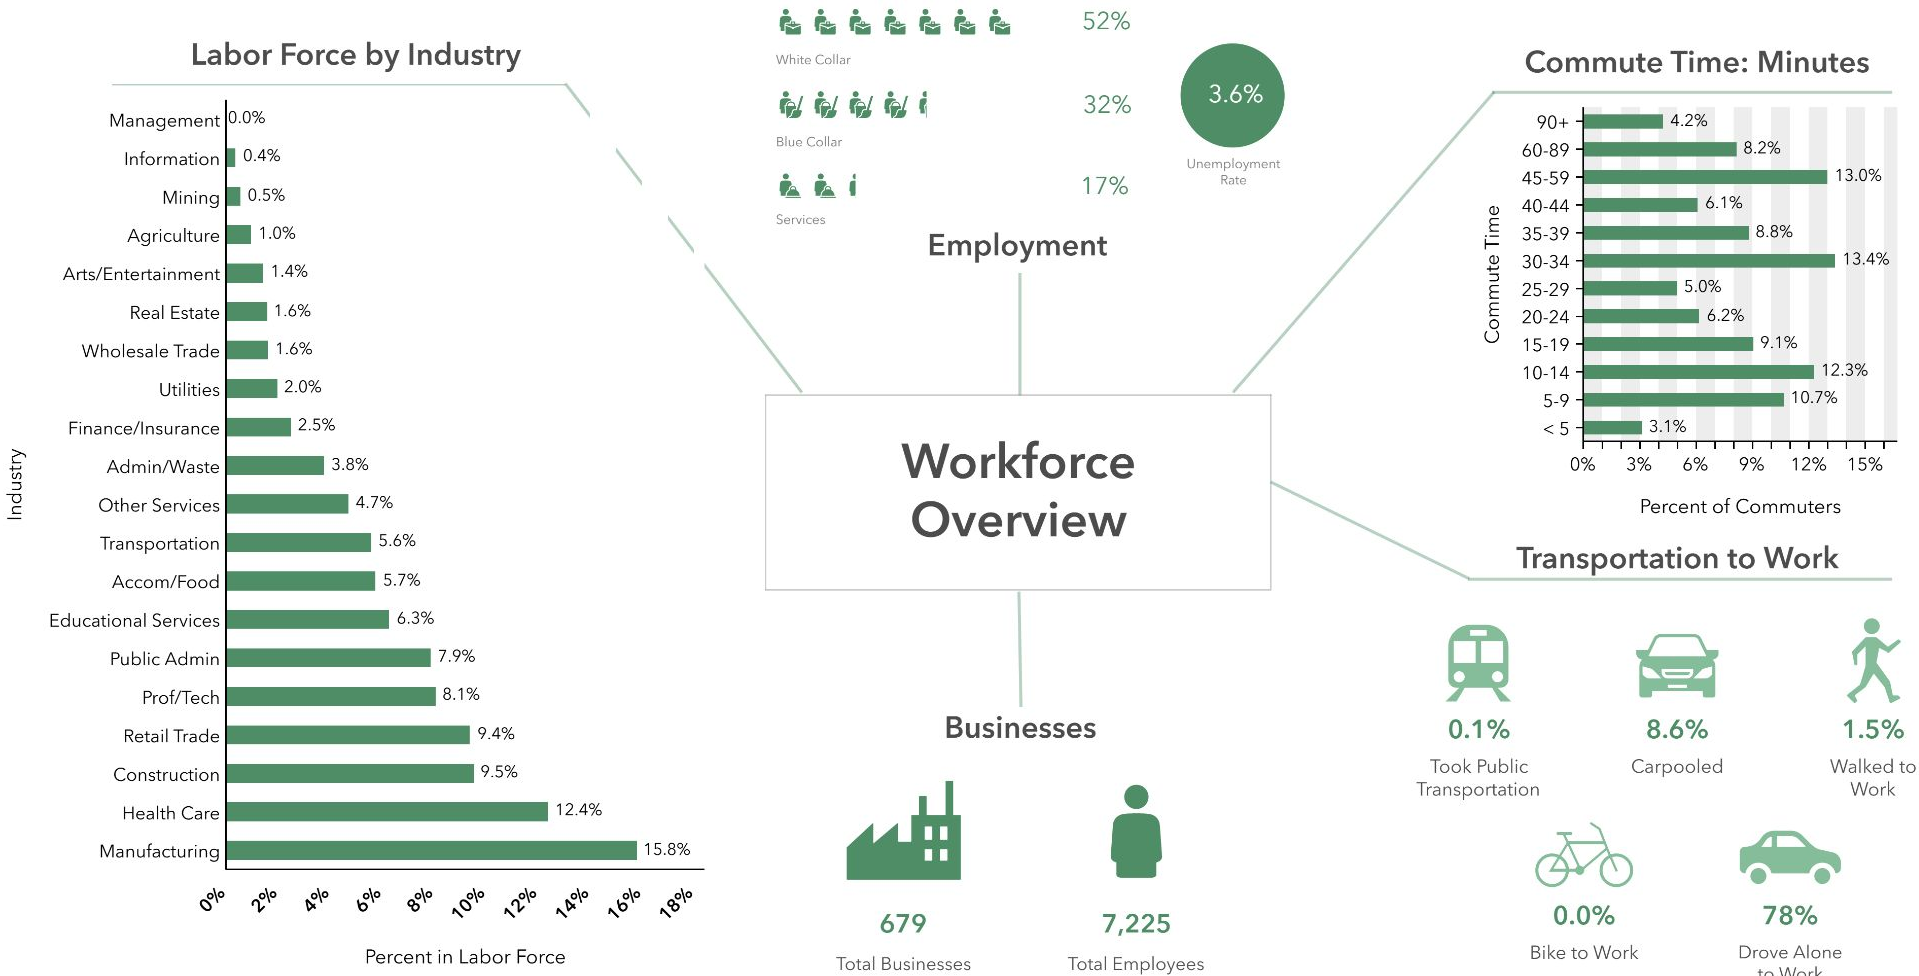 Labor Force by Industry
Industry
Management 0.0%
Information 0.4%
Mining 0.5%
Agriculture 1.0%
Arts/Entertainment 1.4%
Real Estate 1.6%
Wholesale Trade 1.6%
Utilities 2.0%
Finance/Insurance 2.5%
Admin/Waste 3.8%
Other Services 4.7%
Transportation 5.6%
Accom/Food 5.7%
Educational Services 6.3%
Public Admin 7.9%
Prof/Tech 8.1%
Retail Trade 9.4%
Construction 9.5%
Health Care 12.4%
Manufacturing 15.8%
0% 2% 4% 6% 8% 10% 12% 14% 16% 18%
Percent in Labor Force
52%
White Collar
32%
Blue Collar
17%
Services
3.6%
Unemployment
Rate
Employment
Workforce
Overview
Businesses
679
Total Businesses
7,225
Total Employees
Commute Time: Minutes
Commute Time
90+ 4.2%
60-89 8.2%
45-59 13.0%
40-44 6.1%
35-39 8.8%
30-34 13.4%
25-29 5.0%
20-24 6.2%
15-19 9.1%
10-14 12.3%
5-9 10.7%
< 5 3.1%
0% 3% 6% 9% 12% 15%
Percent of Commuters
Transportation to Work
0.1%
Took Public
Transportation
8.6%
Carpooled
1.5%
Walked to
Work
0.0%
Bike to Work
78%
Drove Alone
to Work